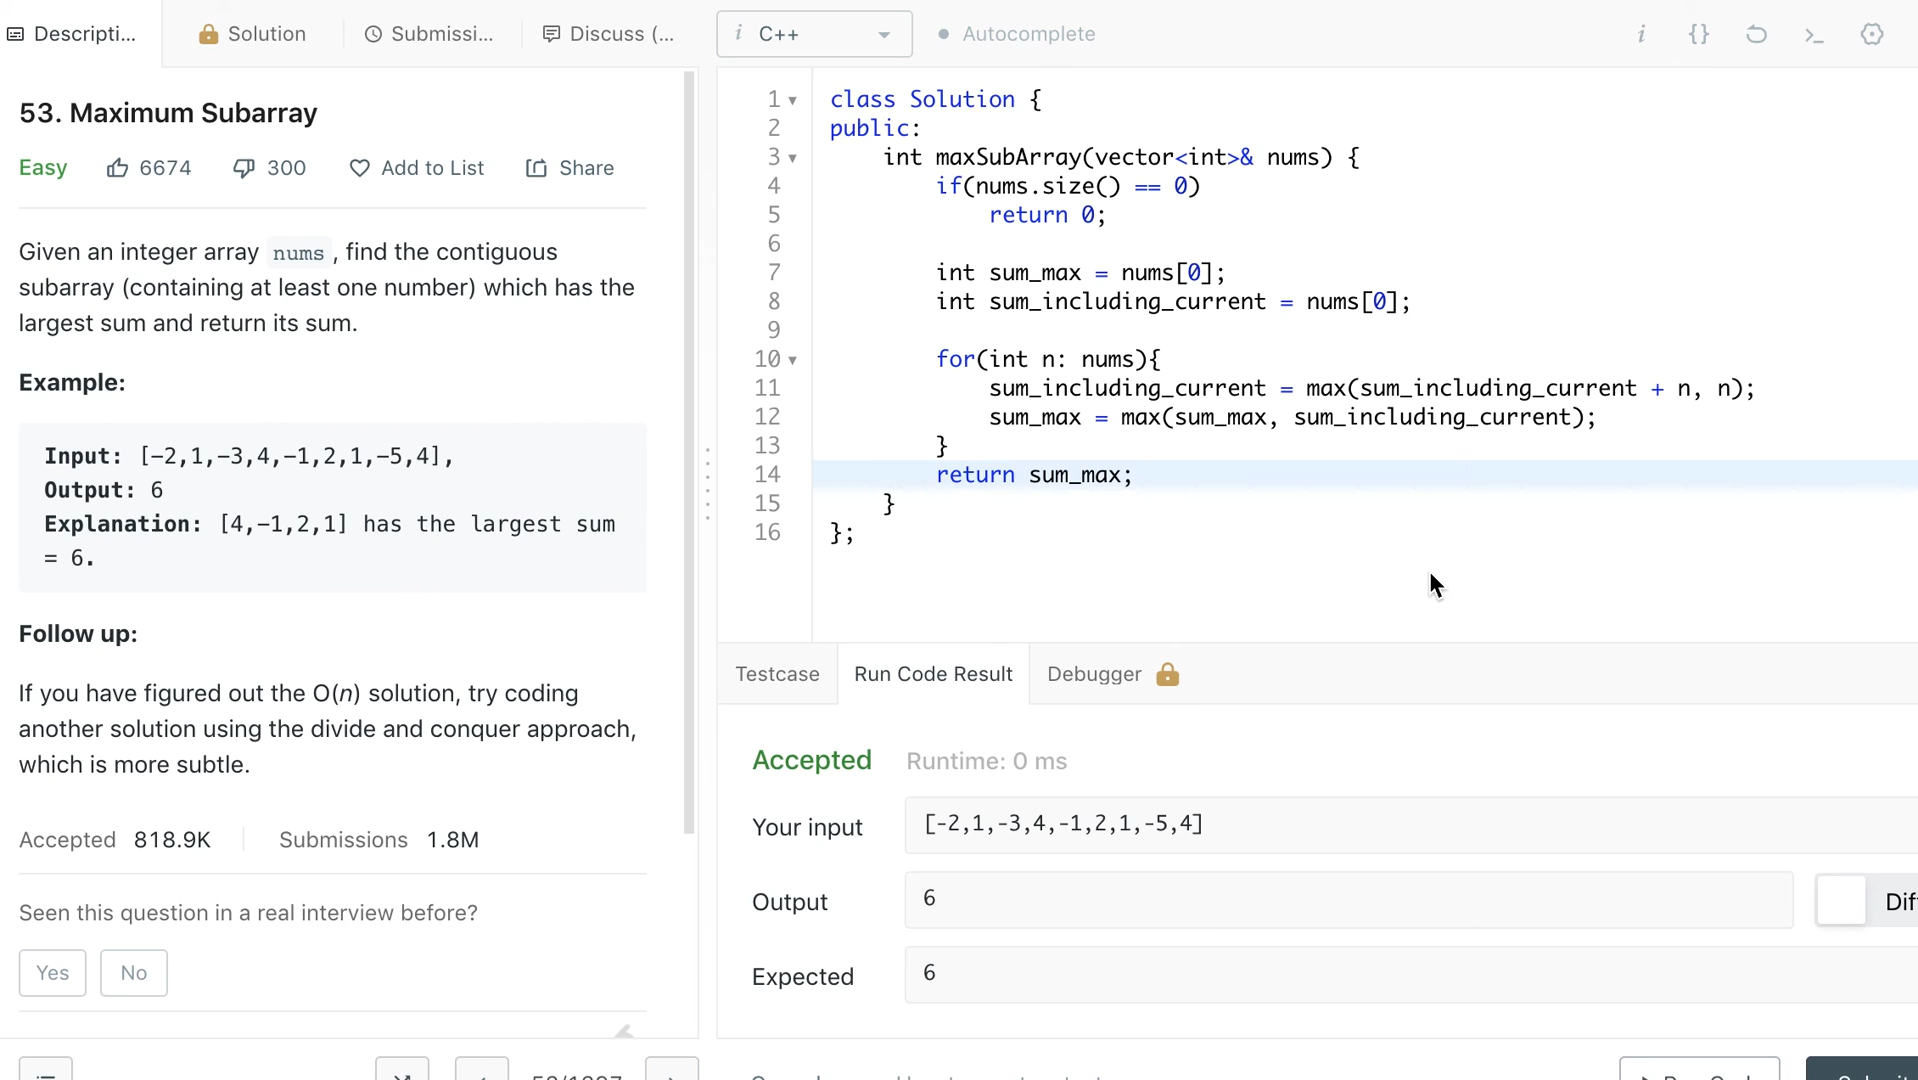 Descripti...
Solution
Submissi...
Discuss (...
i C++
Autocomplete
53. Maximum Subarray
Easy 6674 300 Add to List Share
Given an integer array nums , find the contiguous
subarray (containing at least one number) which has the
largest sum and return its sum.
Example:
Input: [-2,1,-3,4,-1,2,1,-5,4],
Output: 6
Explanation: [4,-1,2,1] has the largest sum
= 6.
Follow up:
If you have figured out the O(n) solution, try coding
another solution using the divide and conquer approach,
which is more subtle.
Accepted 818.9K Submissions 1.8M
Seen this question in a real interview before?
Yes No
1 class Solution {
2 public:
3 int maxSubArray(vector<int>& nums) {
4 if(nums.size() == 0)
5 return 0;
6
7 int sum_max = nums[0];
8 int sum_including_current = nums[0];
9
10 for(int n: nums){
11 sum_including_current = max(sum_including_current + n, n);
12 sum_max = max(sum_max, sum_including_current);
13 }
14 return sum_max;
15 }
16 };
Testcase Run Code Result Debugger
Accepted Runtime: 0 ms
Your input [-2,1,-3,4,-1,2,1,-5,4]
Output 6
Expected 6